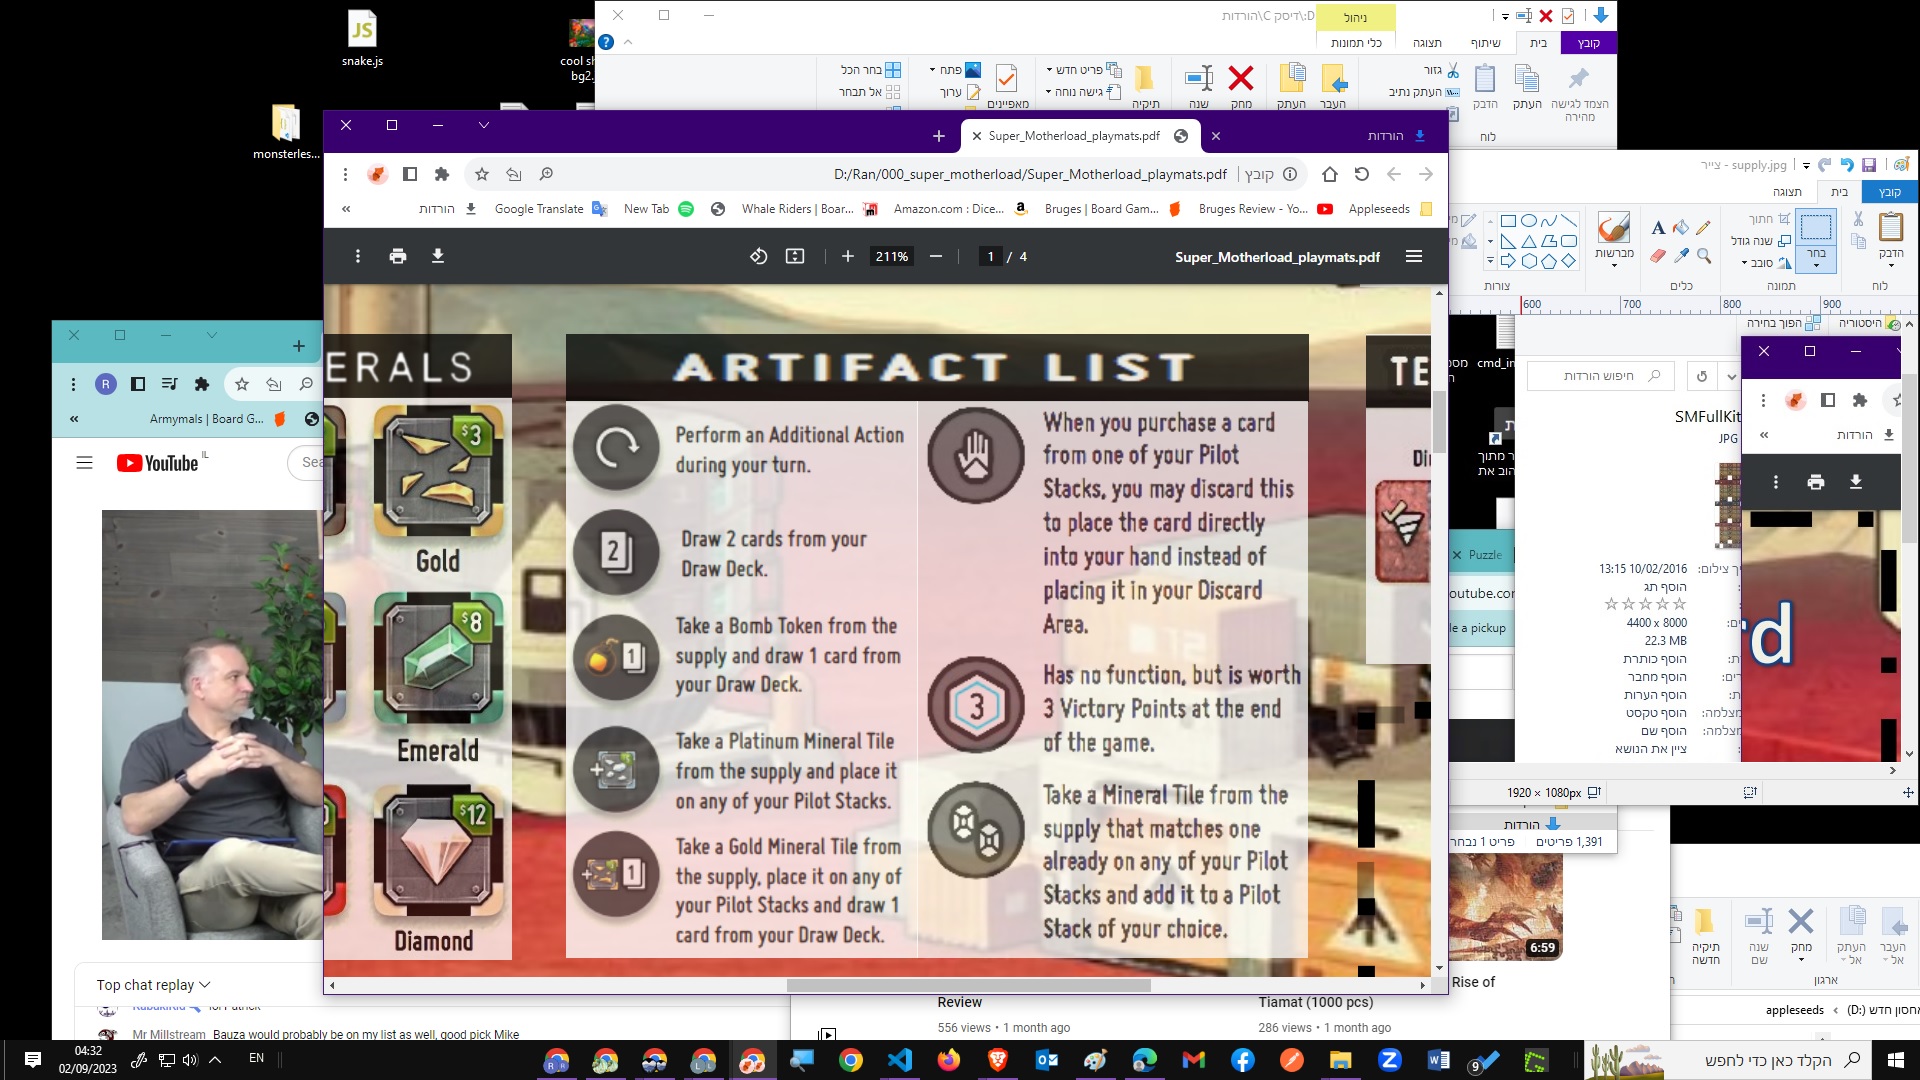 snake.js
cool sh
bg2.
monsterles...
D:\דיסק C\הורדות
ניהול
קובץ
בית
שיתוף
תצוגה
כלי תמונות
הצמד לגישה
מהירה
העתק
הדבק
גזור
העתק נתיב
לוח
העבר
העתק
מחק
שנה
תיקיה
פריט חדש
גישה נוחה
מאפיינים
פתח
ערוך
בחר הכל
אל תבחר
הורדות
Super_Motherload_playmats.pdf
קובץ
D:/Ran/000_super_motherload/Super_Motherload_playmats.pdf
הורדות
Google Translate
New Tab
Whale Riders | Boar...
Amazon.com : Dice...
Bruges | Board Gam...
Bruges Review - Yo...
Appleseeds
211%
1 / 4
Super_Motherload_playmats.pdf
ERALS
$3
Gold
$8
Emerald
$12
Diamond
ARTIFACT LIST
Perform an Additional Action
during your turn.
2
Draw 2 cards from your
Draw Deck.
1
Take a Bomb Token from the
supply and draw 1 card from
your Draw Deck.
Take a Platinum Mineral Tile
from the supply and place it
on any of your Pilot Stacks.
1
Take a Gold Mineral Tile from
the supply, place it on any of
your Pilot Stacks and draw 1
card from your Draw Deck.
When you purchase a card
from one of your Pilot
Stacks, you may discard this
to place the card directly
into your hand instead of
placing it in your Discard
Area.
3
Has no function, but is worth
3 Victory Points at the end
of the game.
Take a Mineral Tile from the
supply that matches one
already on any of your Pilot
Stacks and add it to a Pilot
Stack of your choice.
TE
Di
R
Armymals | Board G...
YouTube IL
Sea
Top chat replay
Mr Millstream Bauza would probably be on my list as well, good pick Mike
supply.jpg - צייר
קובץ
בית
תצוגה
הדבק
לוח
בחר
חתוך
שנה גודל
סובב
תמונה
כלים
מברשות
צורות
600
700
800
900
היסטוריה
הפוך בחירה
חיפוש הורדות
SMFullKit
JPG
13:15 10/02/2016
הוסף תג
4400 x 8000
22.3 MB
הוסף כותרת
הוסף מחבר
הוסף הערות
הוסף טקסט
הוסף שם
ציין את הנושא
הורדות
rd
cmd_in
Puzzle
outube.com
le a pickup
1920 × 1080px
הורדות
1,391 פריטים
פריט 1 נבחר
6:59
Rise of
Review
556 views • 1 month ago
Tiamat (1000 pcs)
286 views • 1 month ago
העבר
אל
העתק
אל
מחק
שנה
שם
תיקיה
חדשה
ארגון
אחסון חדש (D:)
appleseeds
04:32
02/09/2023
EN
9
הקלד כאן כדי לחפש